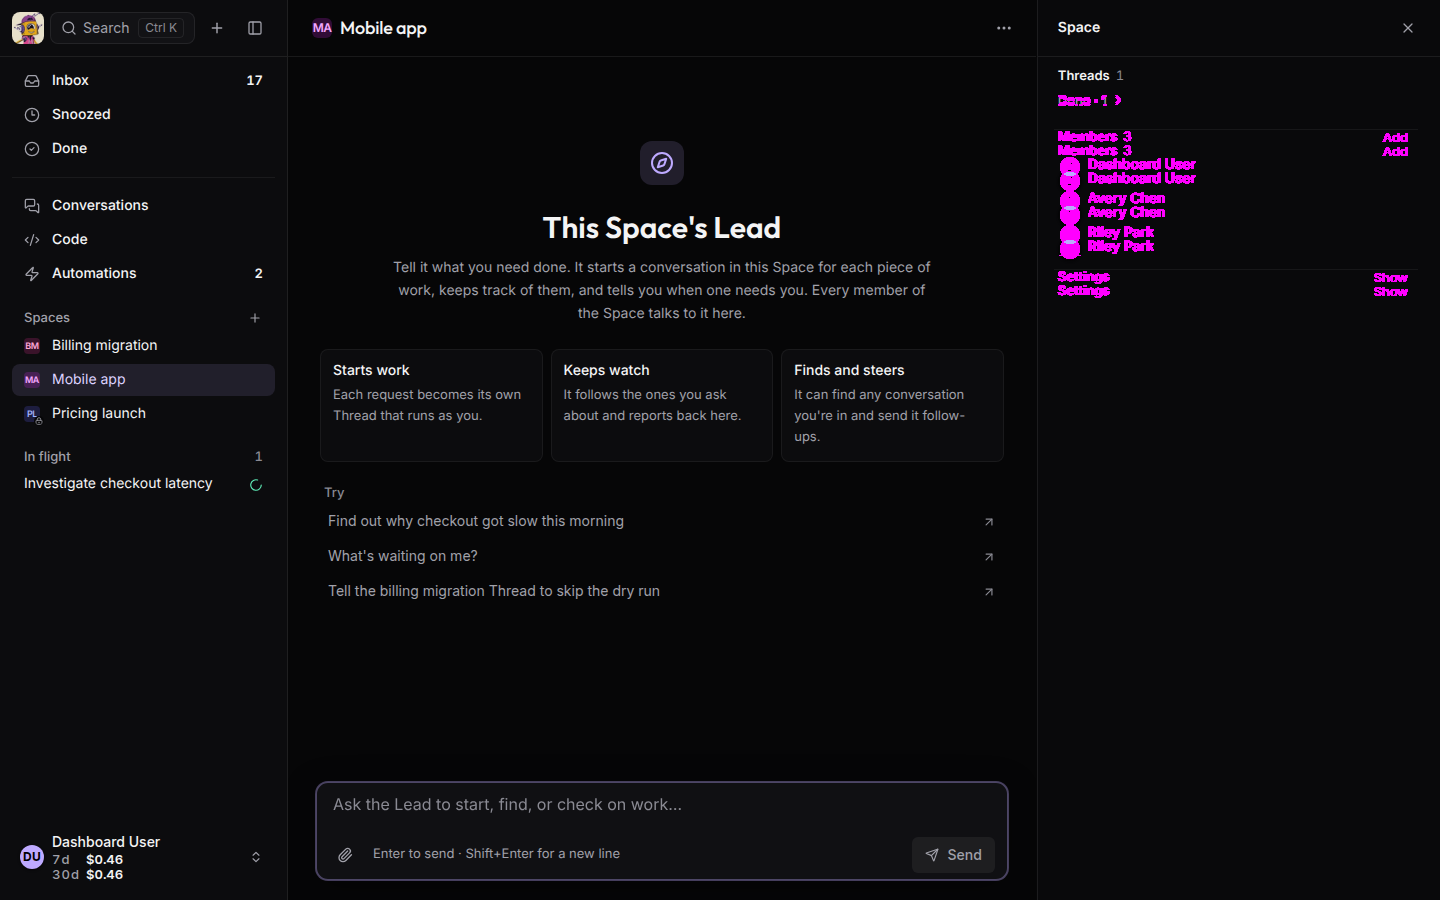 Search Ctrl K
Inbox 17
Snoozed
Done
Conversations
Code
Automations 2
Spaces
BM Billing migration
MA Mobile app
PL Pricing launch
In flight 1
Investigate checkout latency
DU Dashboard User
7d $0.46
30d $0.46
MA Mobile app
This Space's Lead
Tell it what you need done. It starts a conversation in this Space for each piece of
work, keeps track of them, and tells you when one needs you. Every member of
the Space talks to it here.
Starts work
Each request becomes its own
Thread that runs as you.
Keeps watch
It follows the ones you ask
about and reports back here.
Finds and steers
It can find any conversation
you're in and send it follow-
ups.
Try
Find out why checkout got slow this morning
What's waiting on me?
Tell the billing migration Thread to skip the dry run
Ask the Lead to start, find, or check on work...
Enter to send · Shift+Enter for a new line
Send
Space
Threads 1
Done · 1
Members 3 Add
Members 3 Add
Dashboard User
Dashboard User
Avery Chen
Avery Chen
Riley Park
Riley Park
Settings Show
Settings Show